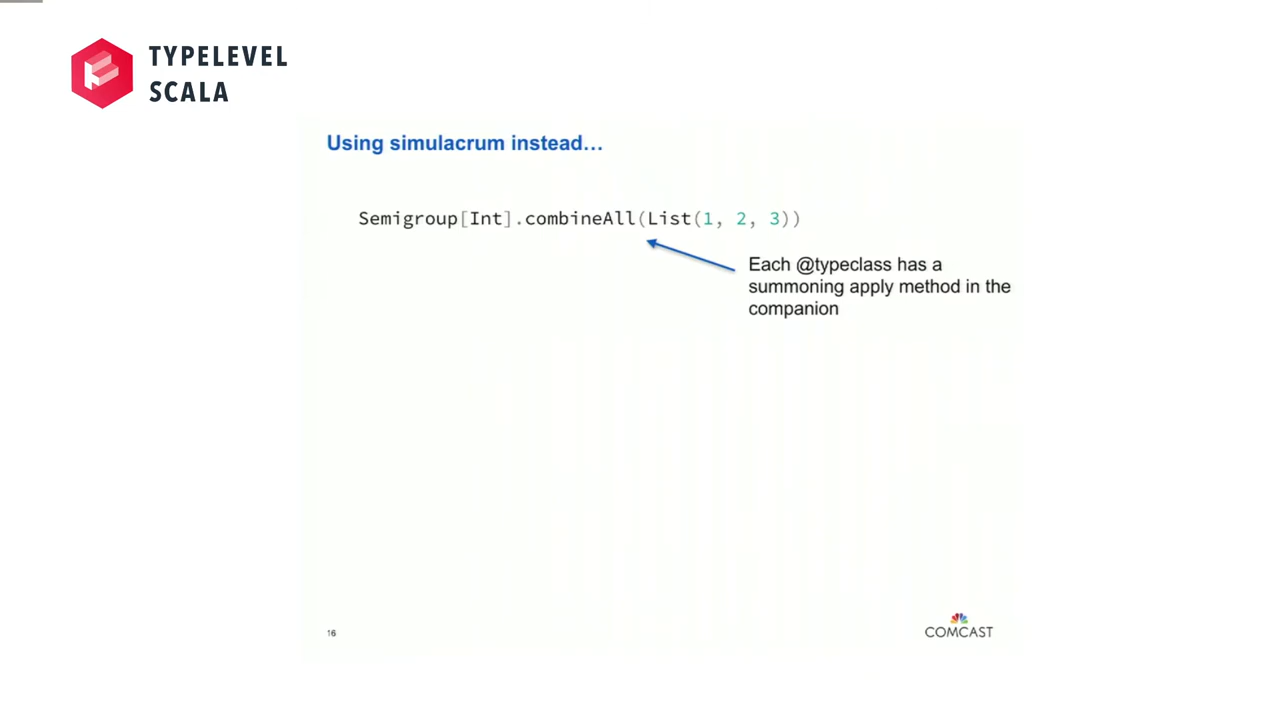 TYPELEVEL
SCALA
Using simulacrum instead…
Semigroup[Int].combineAll(List(1, 2, 3))
Each @typeclass has a
summoning apply method in the
companion
16
COMCAST